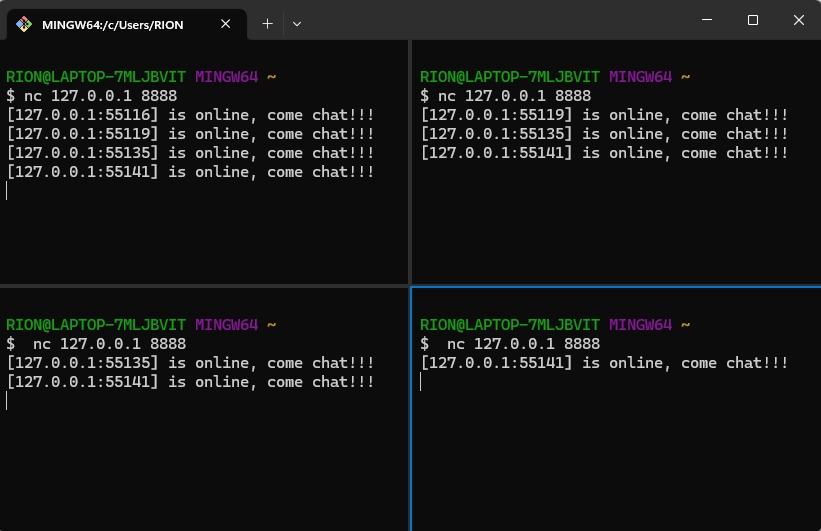 MINGW64:/c/Users/RION
RION@LAPTOP-7MLJBVIT MINGW64 ~
$ nc 127.0.0.1 8888
[127.0.0.1:55116] is online, come chat!!!
[127.0.0.1:55119] is online, come chat!!!
[127.0.0.1:55135] is online, come chat!!!
[127.0.0.1:55141] is online, come chat!!!
RION@LAPTOP-7MLJBVIT MINGW64 ~
$ nc 127.0.0.1 8888
[127.0.0.1:55119] is online, come chat!!!
[127.0.0.1:55135] is online, come chat!!!
[127.0.0.1:55141] is online, come chat!!!
RION@LAPTOP-7MLJBVIT MINGW64 ~
$  nc 127.0.0.1 8888
[127.0.0.1:55135] is online, come chat!!!
[127.0.0.1:55141] is online, come chat!!!
RION@LAPTOP-7MLJBVIT MINGW64 ~
$  nc 127.0.0.1 8888
[127.0.0.1:55141] is online, come chat!!!